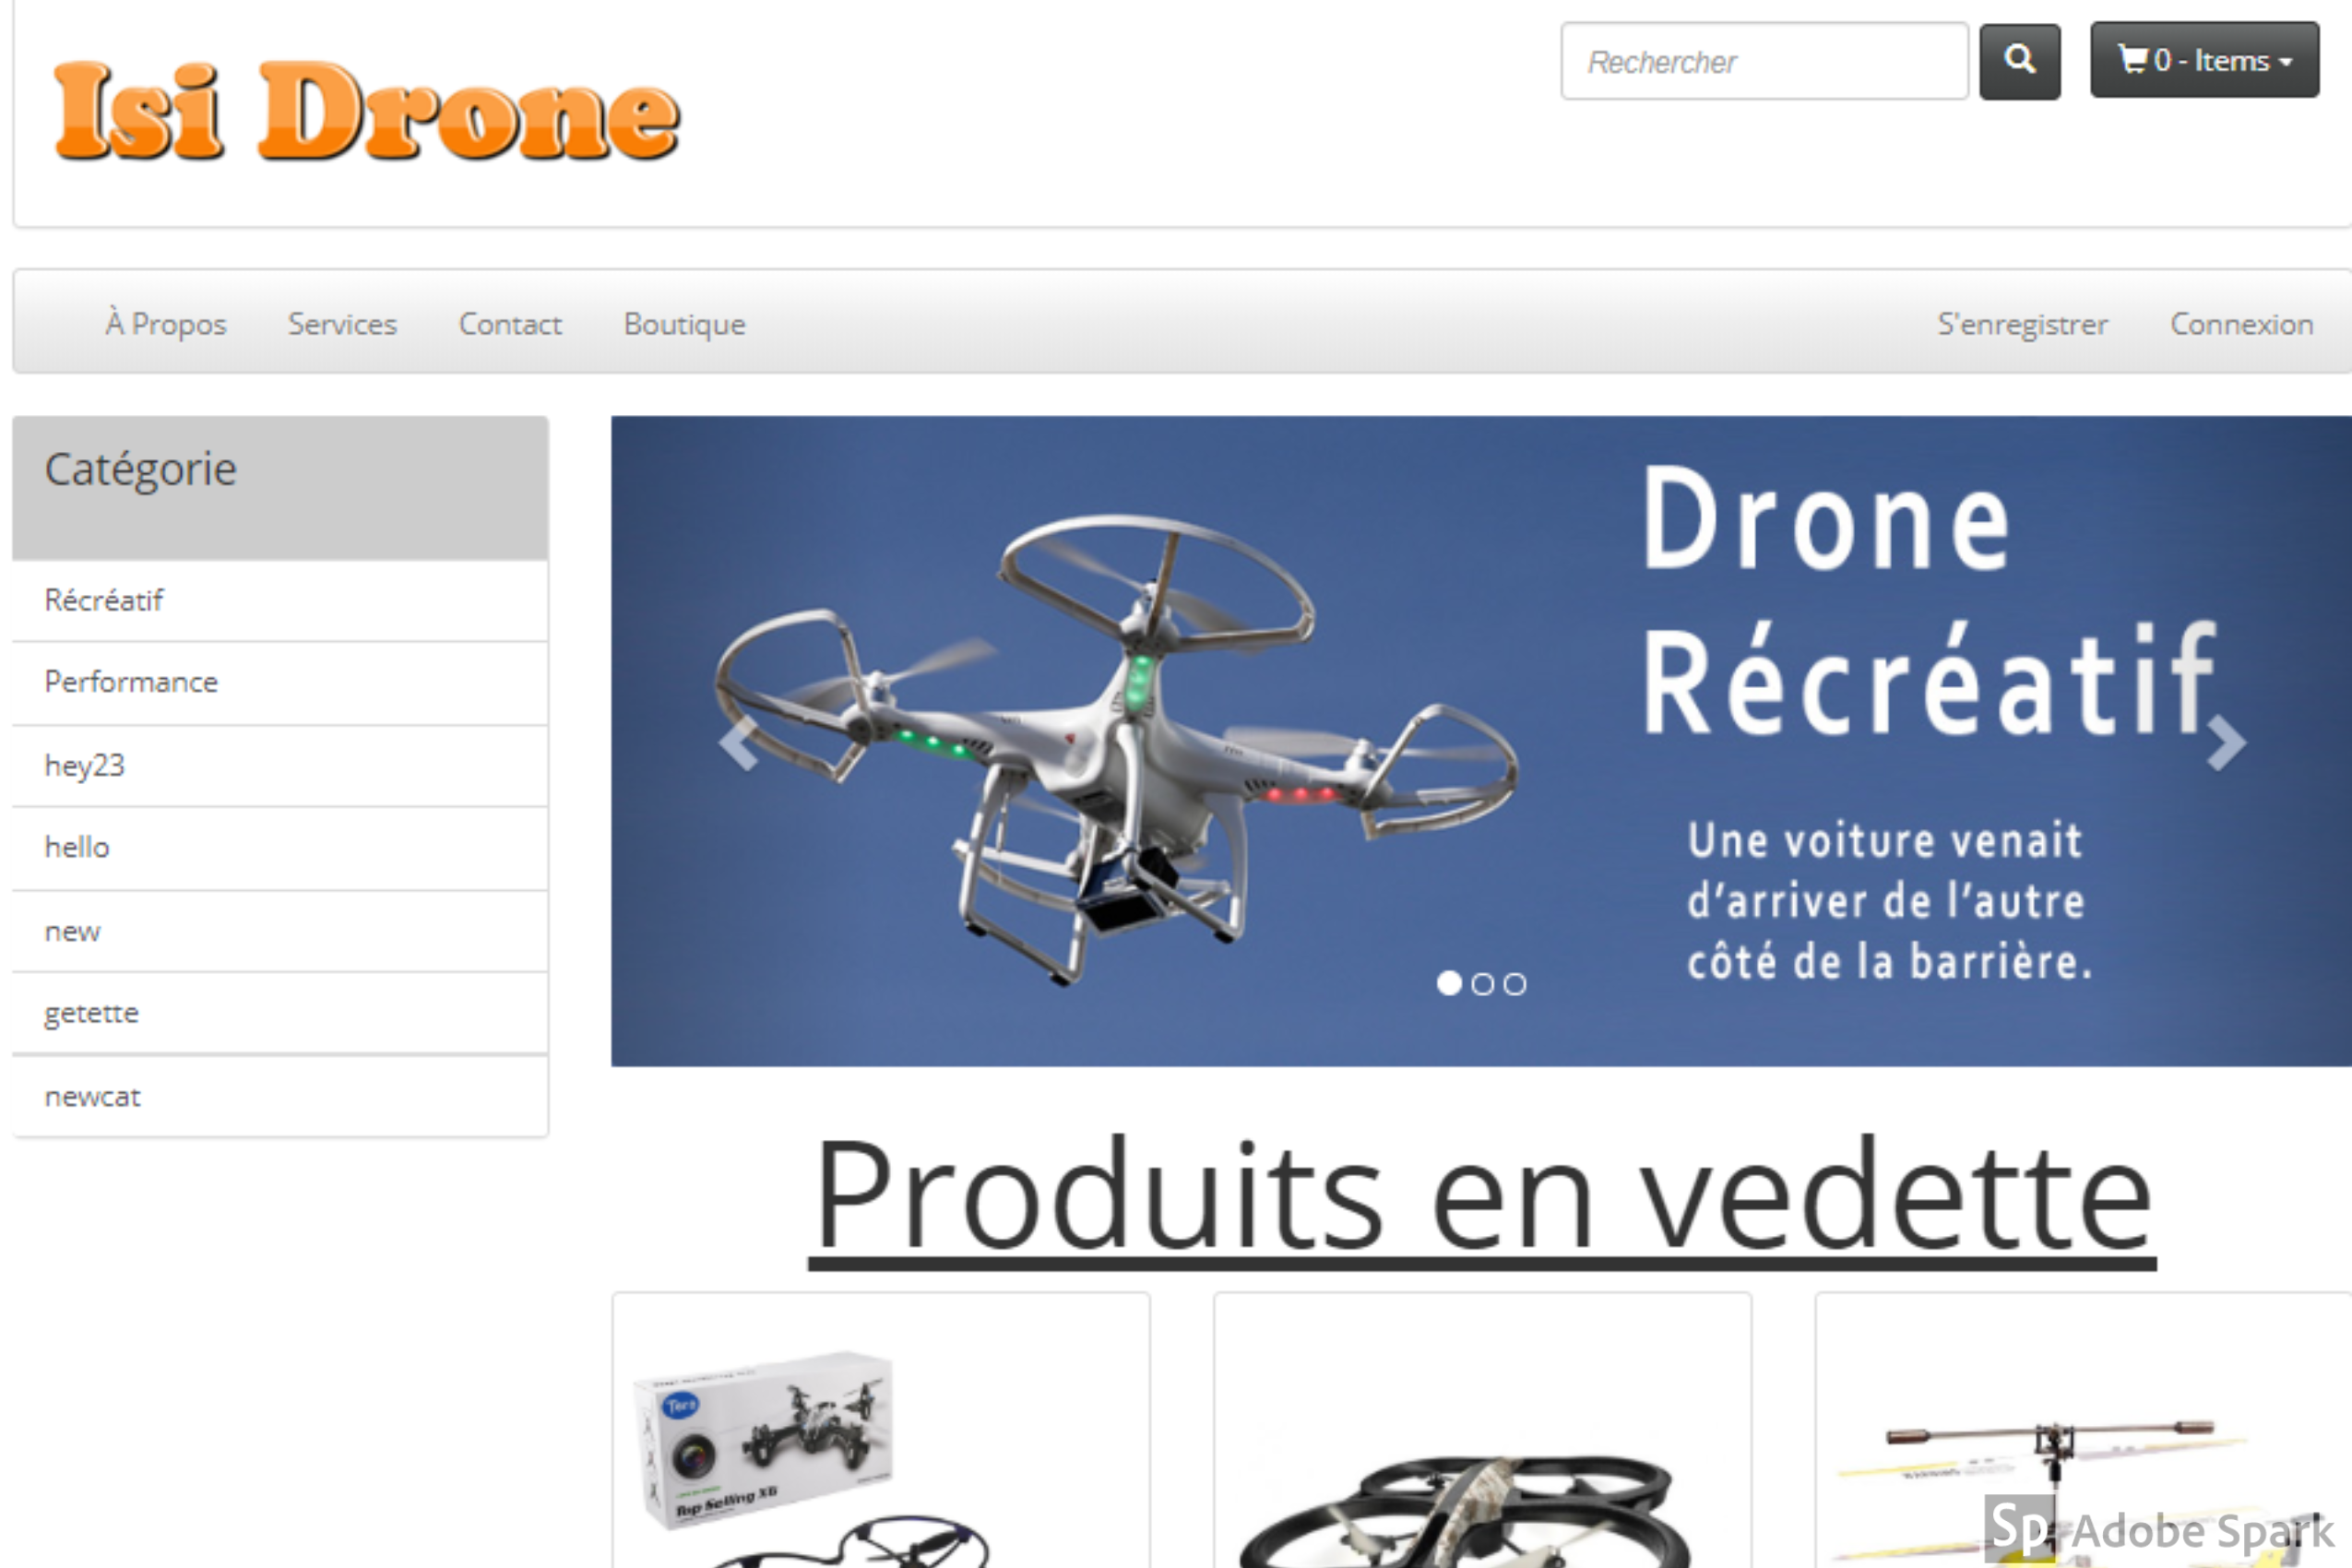 Isi Drone
Rechercher
0 - Items
À Propos
Services
Contact
Boutique
S'enregistrer
Connexion
Catégorie
Récréatif
Performance
hey23
hello
new
getette
newcat
Drone
Récréatif
Une voiture venait
d’arriver de l’autre
côté de la barrière.
Produits en vedette
Tera
Top Selling X6
WARNING
Sp Adobe Spark